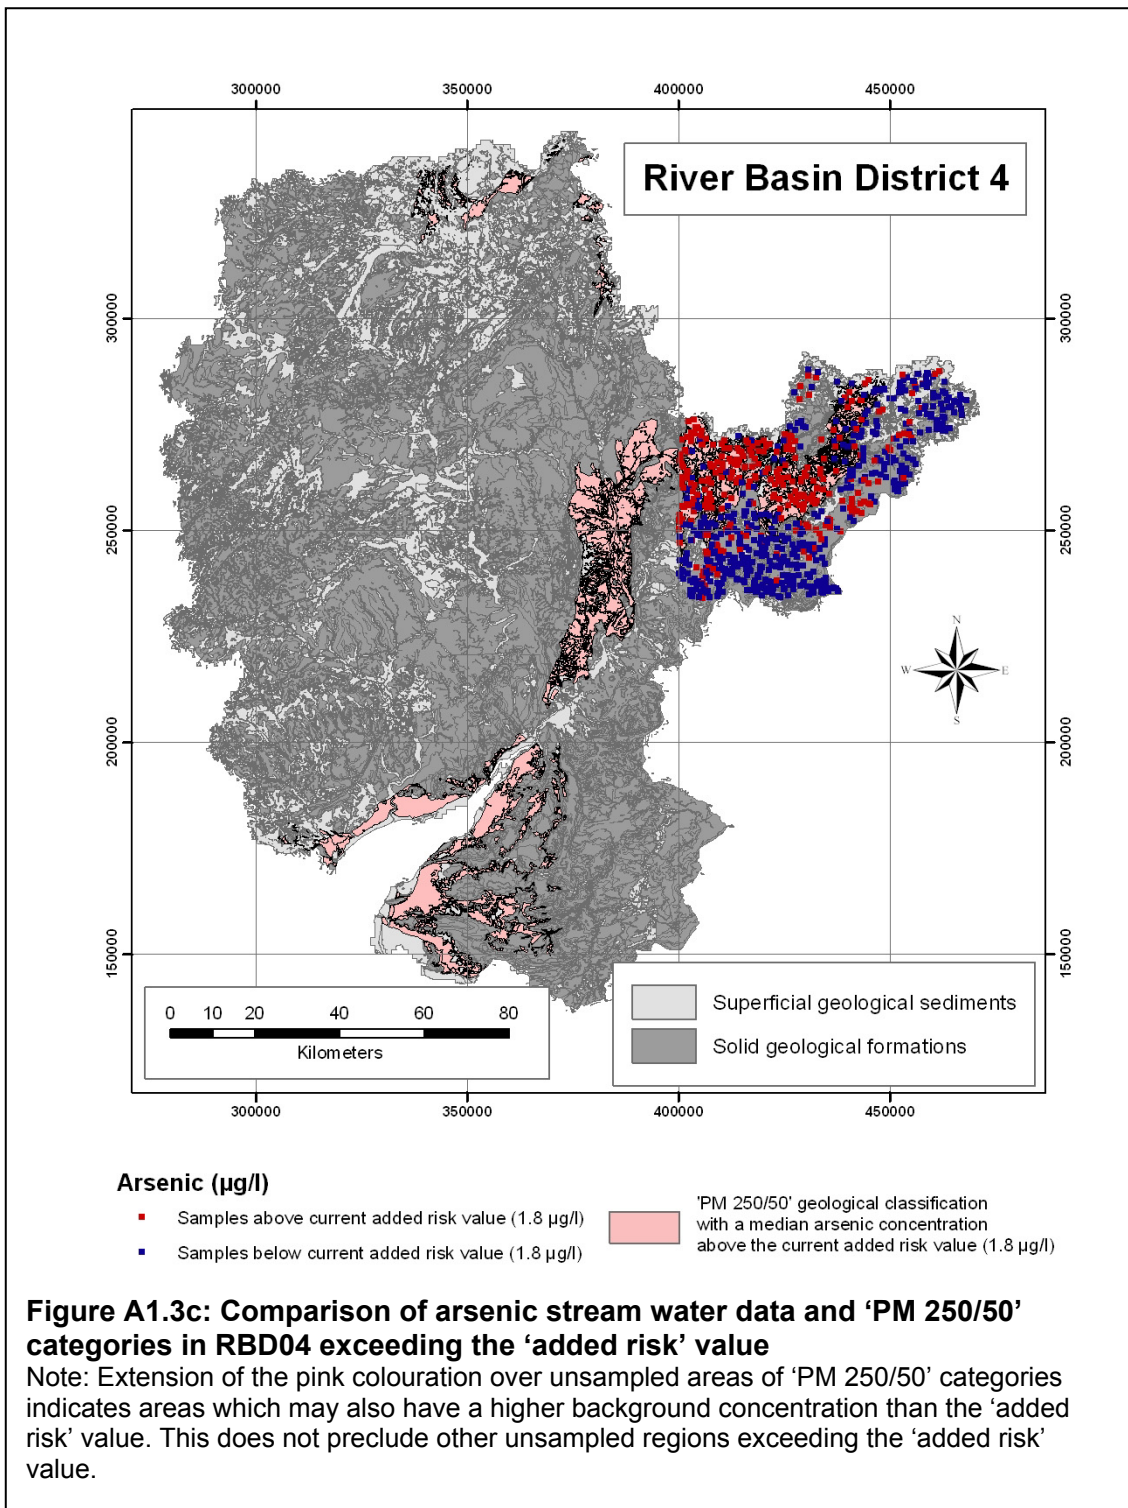 300000 350000 400000 450000
River Basin District 4
300000 300000
250000 250000
N
W E
S
200000 200000
150000 150000
0 10 20 40 60 80
Kilometers
Superficial geological sediments
Solid geological formations
300000 350000 400000 450000
Arsenic (µg/l)
Samples above current added risk value (1.8 µg/l)
Samples below current added risk value (1.8 µg/l)
'PM 250/50' geological classification
with a median arsenic concentration
above the current added risk value (1.8 µg/l)
Figure A1.3c: Comparison of arsenic stream water data and ‘PM 250/50’
categories in RBD04 exceeding the ‘added risk’ value
Note: Extension of the pink colouration over unsampled areas of ‘PM 250/50’ categories
indicates areas which may also have a higher background concentration than the ‘added
risk’ value. This does not preclude other unsampled regions exceeding the ‘added risk’
value.